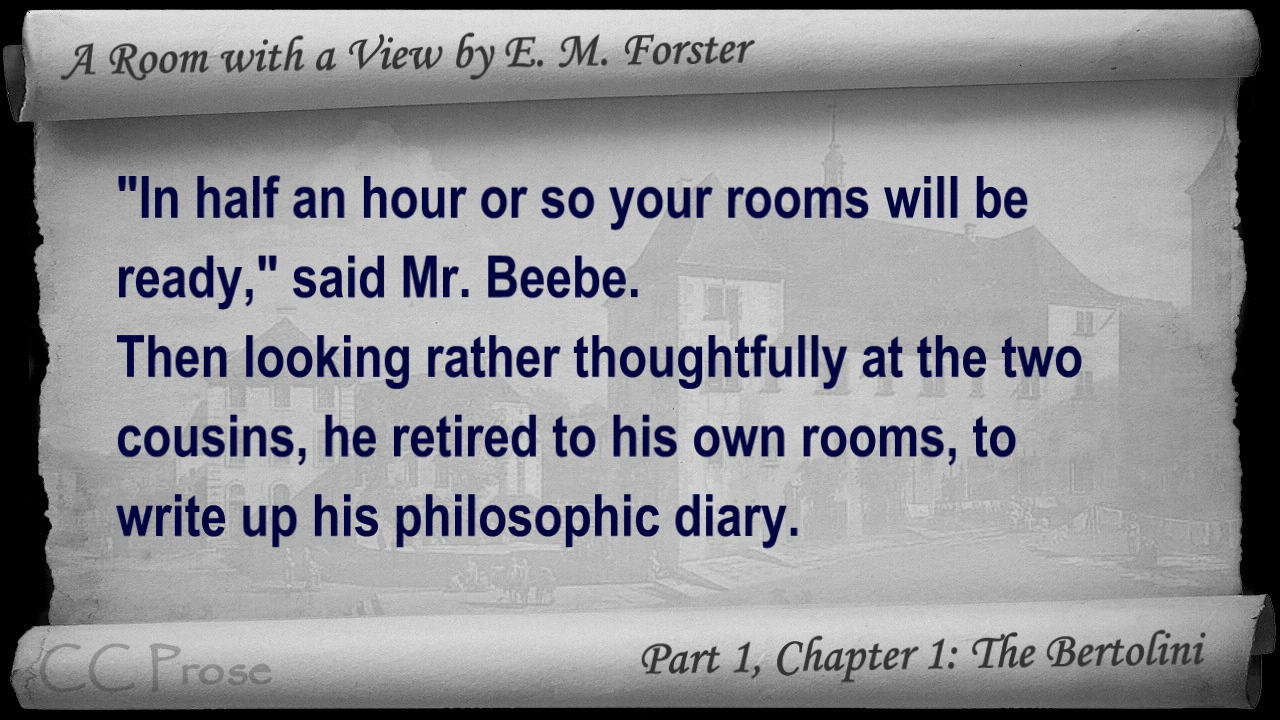 A Room with a View by E. M. Forster
"In half an hour or so your rooms will be
ready," said Mr. Beebe.
Then looking rather thoughtfully at the two
cousins, he retired to his own rooms, to
write up his philosophic diary.
CC Prose
Part 1, Chapter 1: The Bertolini